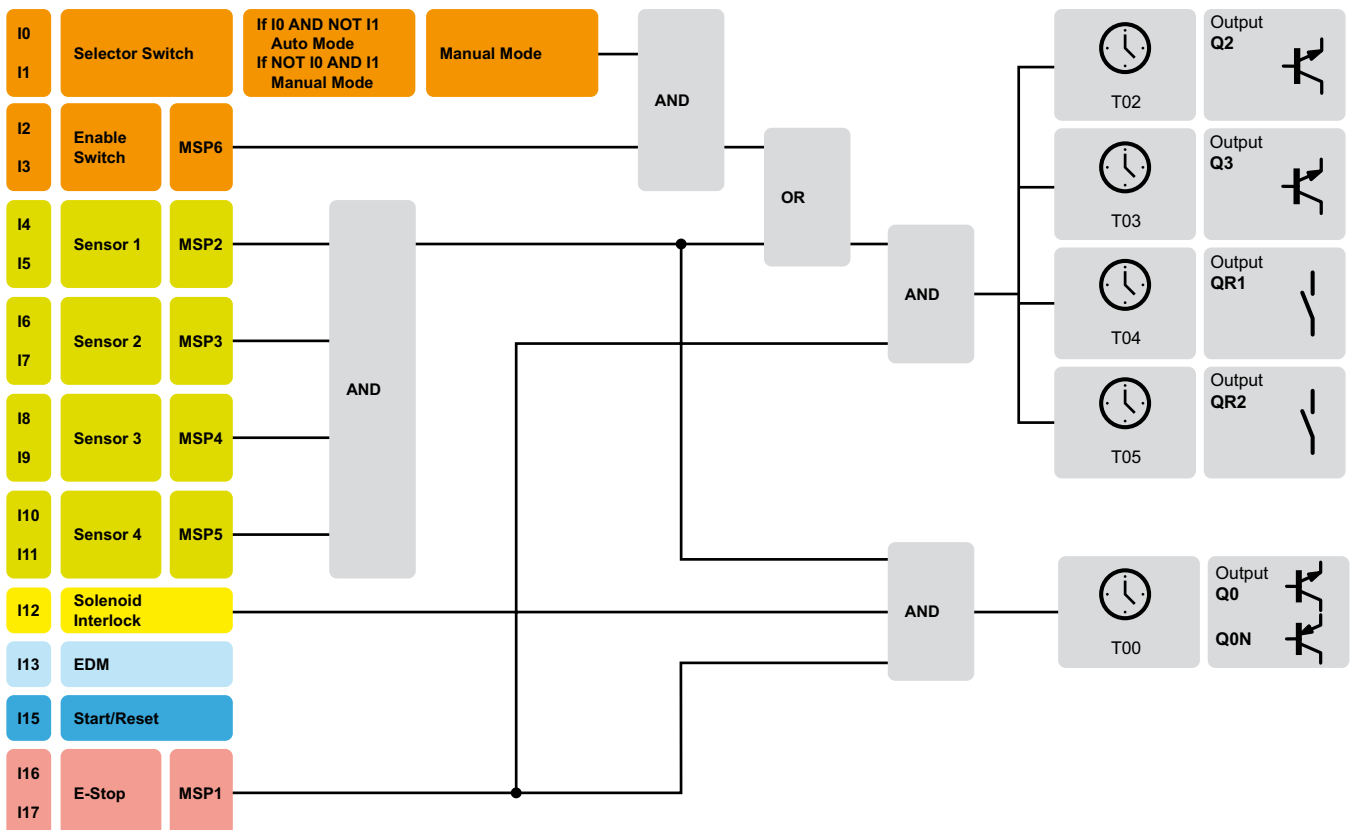 I0
I1
Selector Switch
If I0 AND NOT I1
Auto Mode
If NOT I0 AND I1
Manual Mode
Manual Mode
AND
I2
I3
Enable
Switch
MSP6
OR
I4
I5
Sensor 1
MSP2
AND
I6
I7
Sensor 2
MSP3
AND
I8
I9
Sensor 3
MSP4
I10
I11
Sensor 4
MSP5
I12
Solenoid
Interlock
AND
I13
EDM
I15
Start/Reset
I16
I17
E-Stop
MSP1
T02
Output
Q2
T03
Output
Q3
T04
Output
QR1
T05
Output
QR2
T00
Output
Q0
Q0N